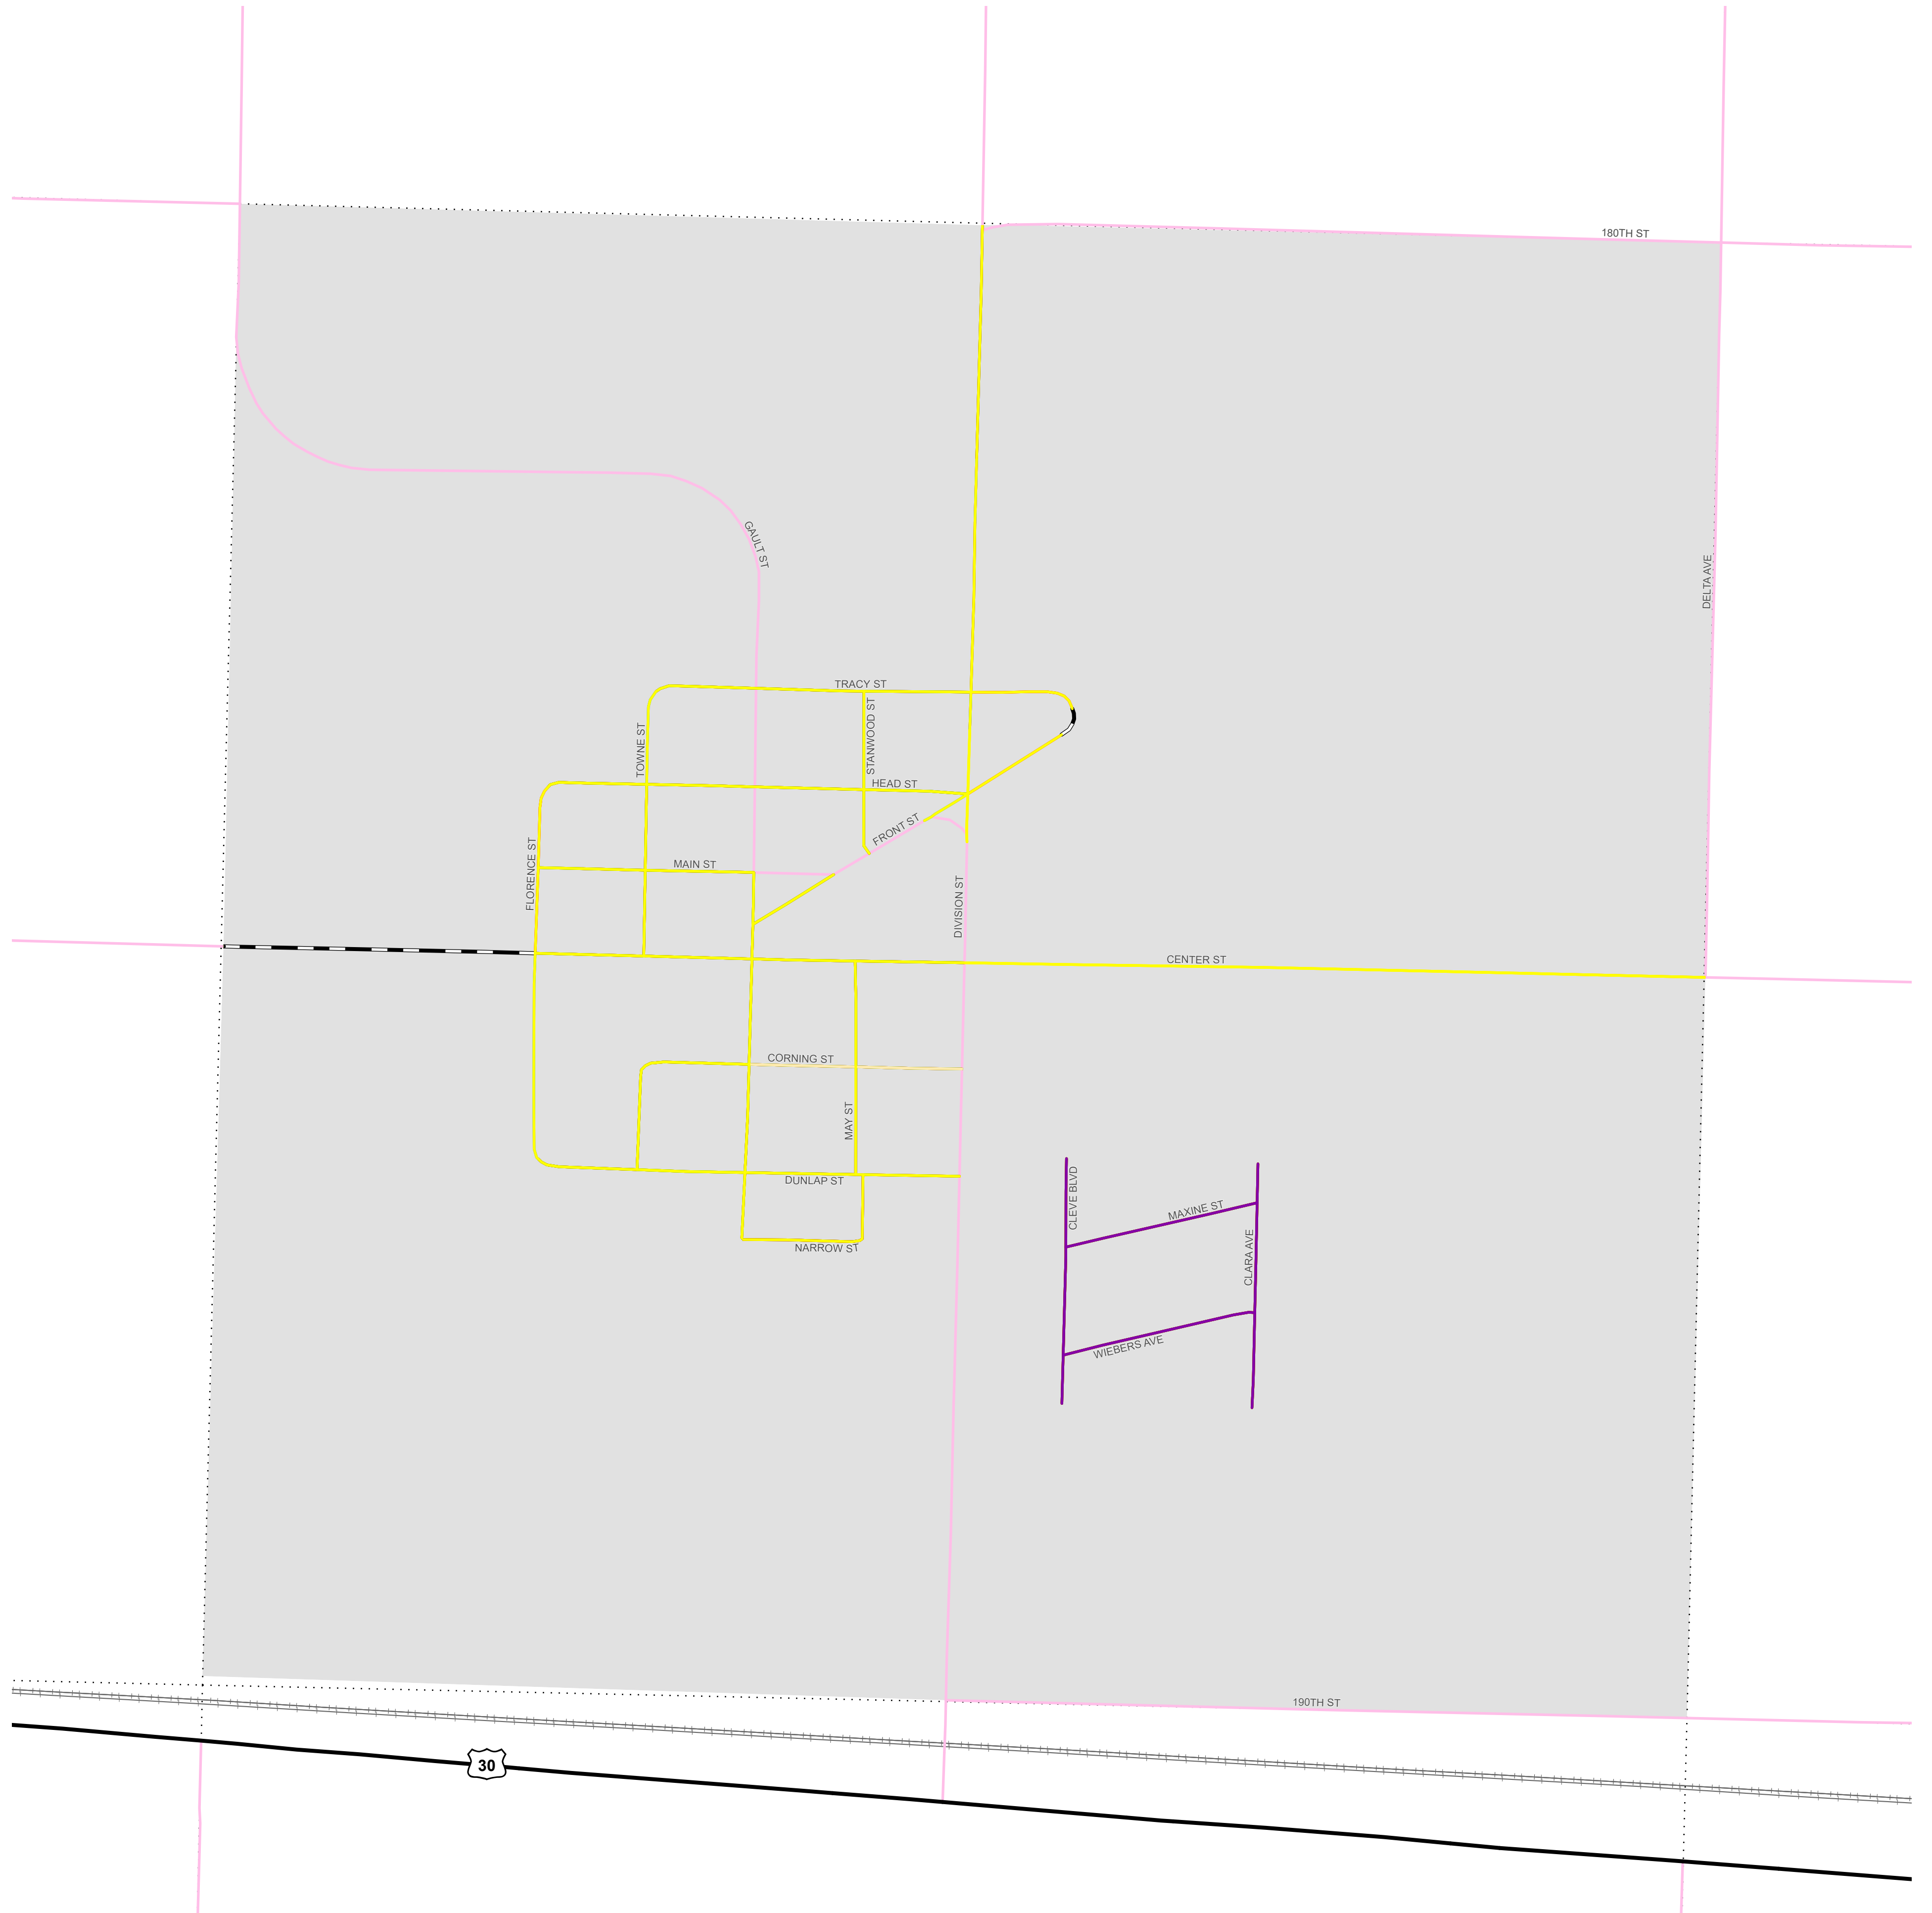 180TH ST
GAULT ST
DELTA AVE
TRACY ST
STANWOOD ST
TOWNE ST
HEAD ST
FRONT ST
FLORENCE ST
MAIN ST
DIVISION ST
CENTER ST
CORNING ST
MAY ST
DUNLAP ST
CLEVE BLVD
MAXINE ST
CLARA AVE
NARROW ST
WIEBERS AVE
190TH ST
30